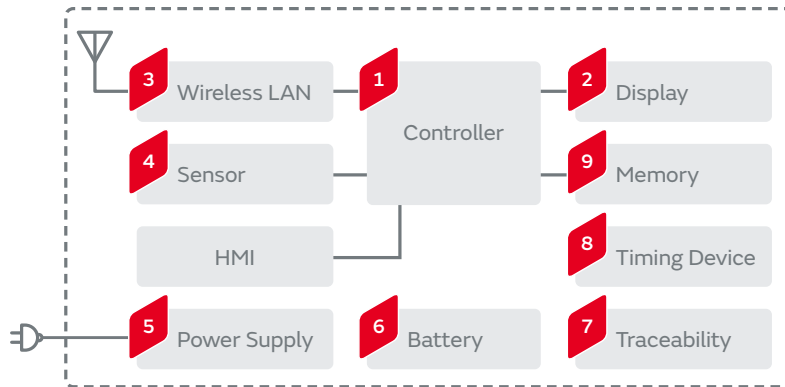 3 Wireless LAN
1 Controller
2 Display
4 Sensor
9 Memory
HMI
8 Timing Device
5 Power Supply
6 Battery
7 Traceability